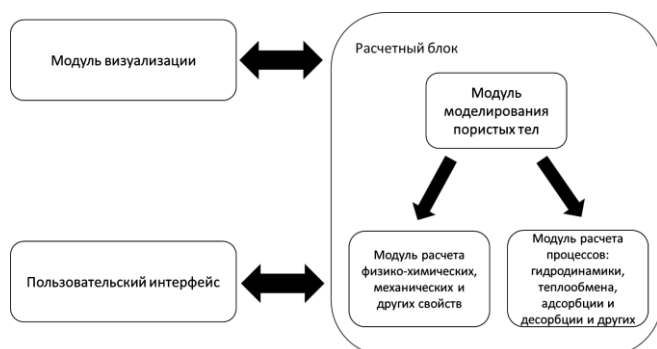 Модуль визуализации
Расчетный блок
Модуль
моделирования
пористых тел
Пользовательский интерфейс
Модуль расчета
физико-химических,
механических и
других свойств
Модуль расчета
процессов:
гидродинамики,
теплообмена,
адсорбции и
десорбции и других